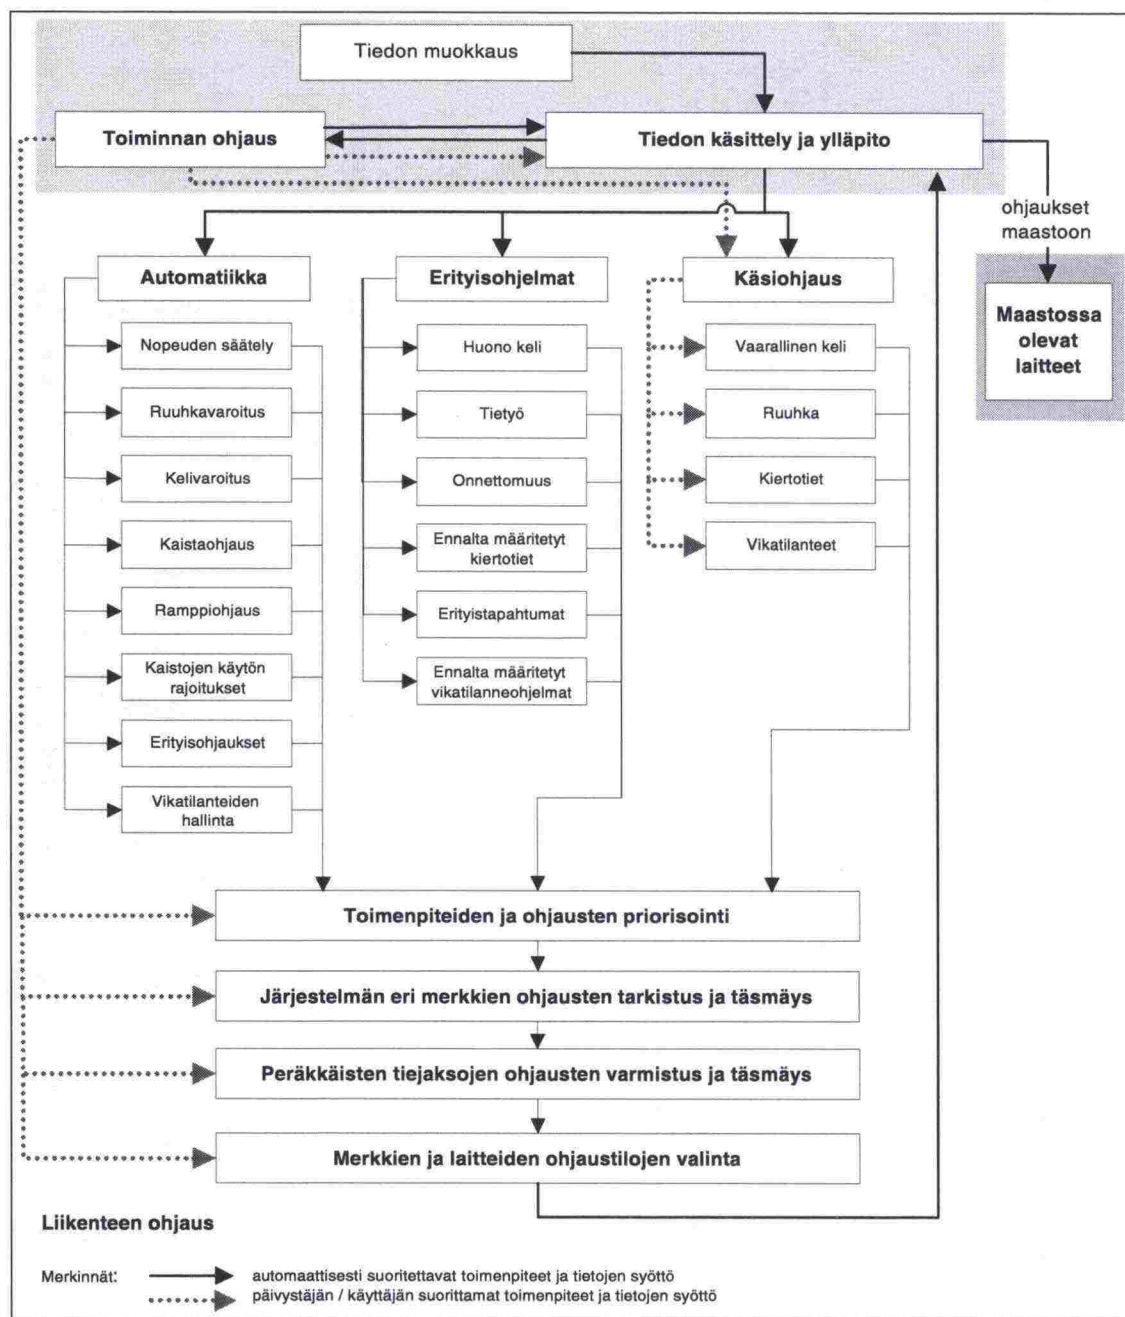 Tiedon muokkaus
Toiminnan ohjaus
Tiedon käsittely ja ylläpito
ohjaukset
maastoon
Maastossa
olevat
laitteet
Automatiikka
Nopeuden säätely
Ruuhkavaroitus
Kelivaroitus
Kaistaohjaus
Ramppiohjaus
Kaistojen käytön
rajoitukset
Erityisohjaukset
Vikatilanteiden
hallinta
Erityisohjelmat
Huono keli
Tietyö
Onnettomuus
Ennalta määritetyt
kiertotiet
Erityistapahtumat
Ennalta määritetyt
vikatilanneohjelmat
Käsiohjaus
Vaarallinen keli
Ruuhka
Kiertotiet
Vikatilanteet
Toimenpiteiden ja ohjausten priorisointi
Järjestelmän eri merkkien ohjausten tarkistus ja täsmäys
Peräkkäisten tiejaksojen ohjausten varmistus ja täsmäys
Merkkien ja laitteiden ohjaustilojen valinta
Liikenteen ohjaus
Merkinnät:
automaattisesti suoritettavat toimenpiteet ja tietojen syöttö
päivystäjän / käyttäjän suorittamat toimenpiteet ja tietojen syöttö